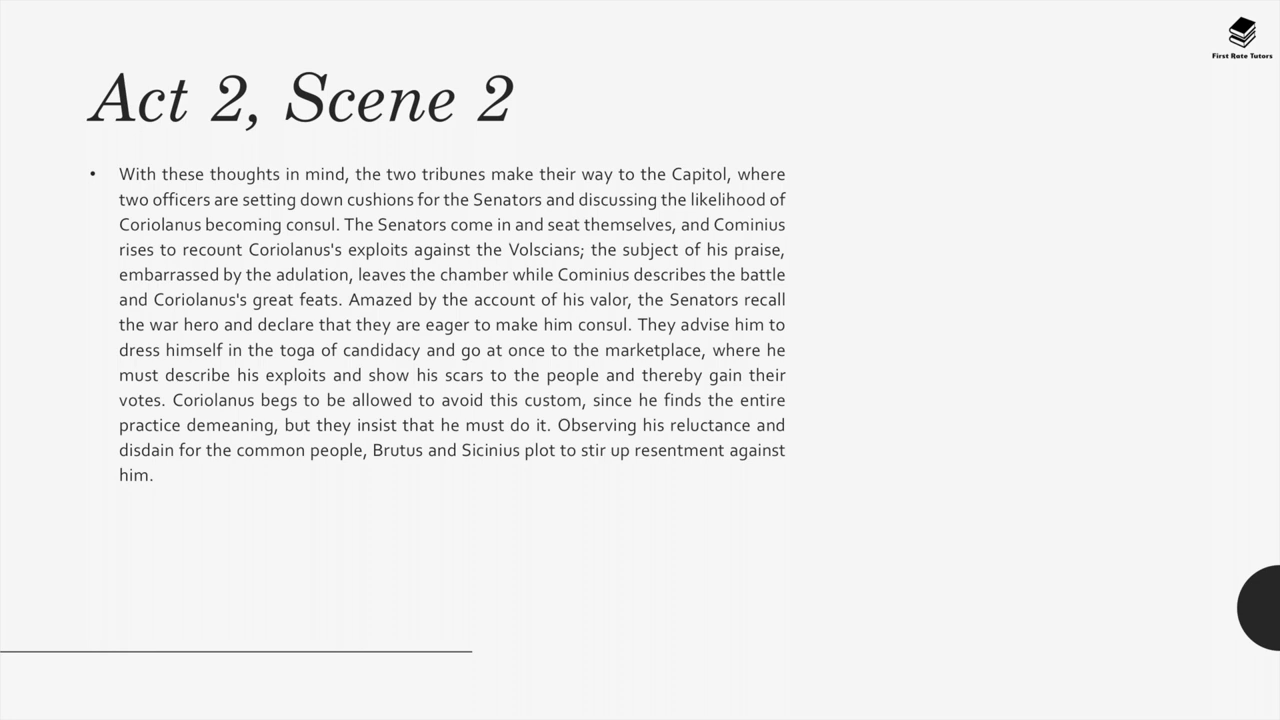 First Rate Tutors
Act 2, Scene 2
• With these thoughts in mind, the two tribunes make their way to the Capitol, where
two officers are setting down cushions for the Senators and discussing the likelihood of
Coriolanus becoming consul. The Senators come in and seat themselves, and Cominius
rises to recount Coriolanus's exploits against the Volscians; the subject of his praise,
embarrassed by the adulation, leaves the chamber while Cominius describes the battle
and Coriolanus's great feats. Amazed by the account of his valor, the Senators recall
the war hero and declare that they are eager to make him consul. They advise him to
dress himself in the toga of candidacy and go at once to the marketplace, where he
must describe his exploits and show his scars to the people and thereby gain their
votes. Coriolanus begs to be allowed to avoid this custom, since he finds the entire
practice demeaning, but they insist that he must do it. Observing his reluctance and
disdain for the common people, Brutus and Sicinius plot to stir up resentment against
him.